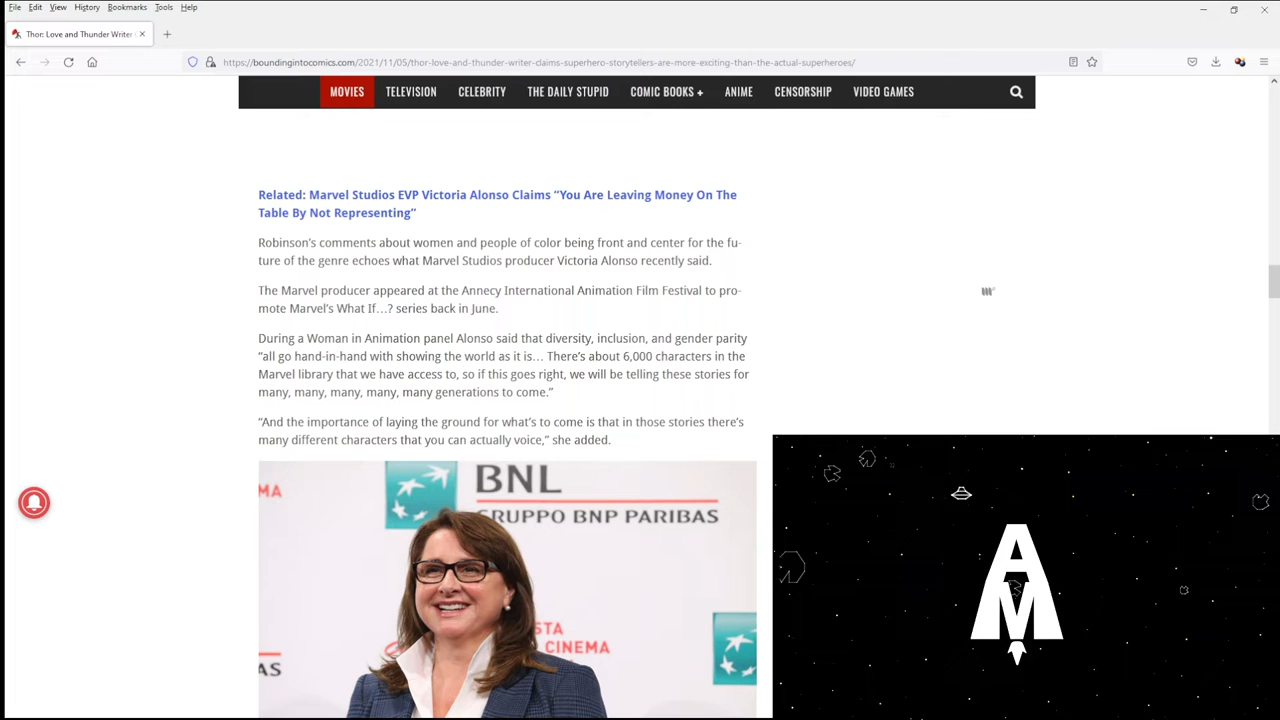 File Edit View History Bookmarks Tools Help
Thor: Love and Thunder Writer
https://boundingintocomics.com/2021/11/05/thor-love-and-thunder-writer-claims-superhero-storytellers-are-more-exciting-than-the-actual-superheroes/
MOVIES TELEVISION CELEBRITY THE DAILY STUPID COMIC BOOKS + ANIME CENSORSHIP VIDEO GAMES
Related: Marvel Studios EVP Victoria Alonso Claims “You Are Leaving Money On The
Table By Not Representing”
Robinson’s comments about women and people of color being front and center for the fu-
ture of the genre echoes what Marvel Studios producer Victoria Alonso recently said.
The Marvel producer appeared at the Annecy International Animation Film Festival to pro-
mote Marvel’s What If…? series back in June.
During a Woman in Animation panel Alonso said that diversity, inclusion, and gender parity
“all go hand-in-hand with showing the world as it is… There’s about 6,000 characters in the
Marvel library that we have access to, so if this goes right, we will be telling these stories for
many, many, many, many, many generations to come.”
“And the importance of laying the ground for what’s to come is that in those stories there’s
many different characters that you can actually voice,” she added.
BNL
GRUPPO BNP PARIBAS
MA
STA
CINEMA
AS
AM